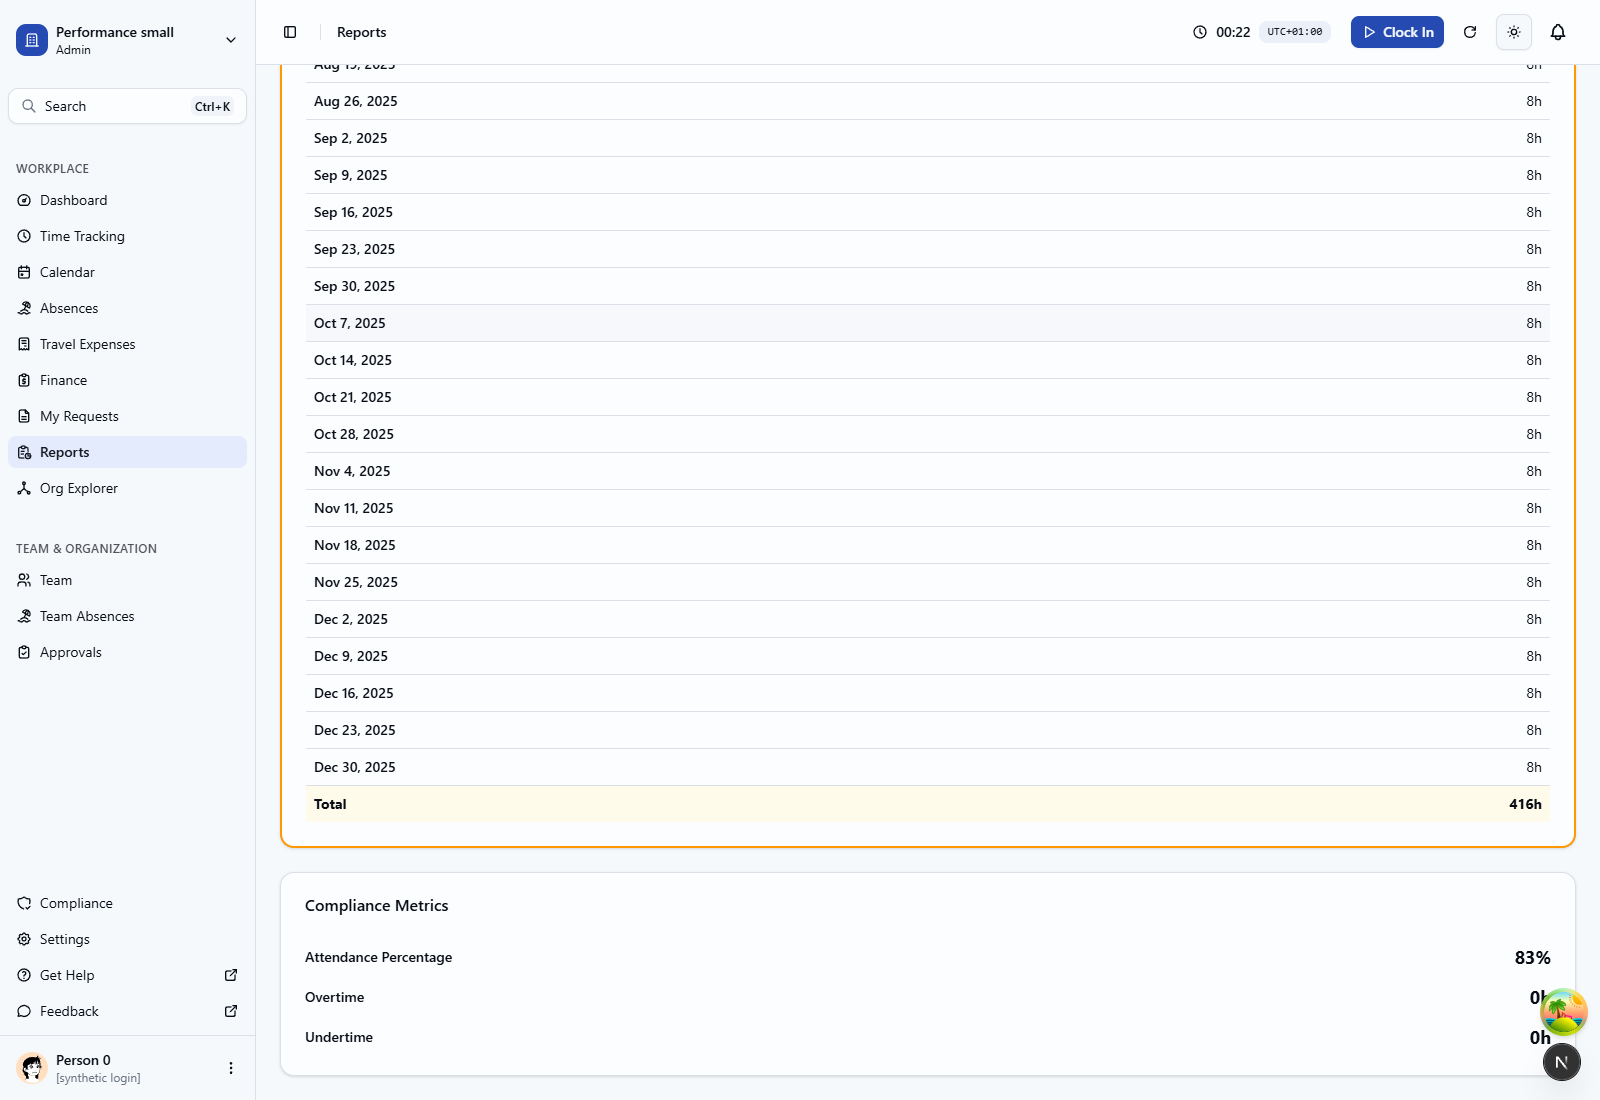 Performance small
Admin
Search
Ctrl+K
WORKPLACE
Dashboard
Time Tracking
Calendar
Absences
Travel Expenses
Finance
My Requests
Reports
Org Explorer
TEAM & ORGANIZATION
Team
Team Absences
Approvals
Compliance
Settings
Get Help
Feedback
Person 0
[synthetic login]
Reports
00:22
UTC+01:00
Clock In
Aug 19, 2025 8h
Aug 26, 2025 8h
Sep 2, 2025 8h
Sep 9, 2025 8h
Sep 16, 2025 8h
Sep 23, 2025 8h
Sep 30, 2025 8h
Oct 7, 2025 8h
Oct 14, 2025 8h
Oct 21, 2025 8h
Oct 28, 2025 8h
Nov 4, 2025 8h
Nov 11, 2025 8h
Nov 18, 2025 8h
Nov 25, 2025 8h
Dec 2, 2025 8h
Dec 9, 2025 8h
Dec 16, 2025 8h
Dec 23, 2025 8h
Dec 30, 2025 8h
Total 416h
Compliance Metrics
Attendance Percentage 83%
Overtime 0h
Undertime 0h
N